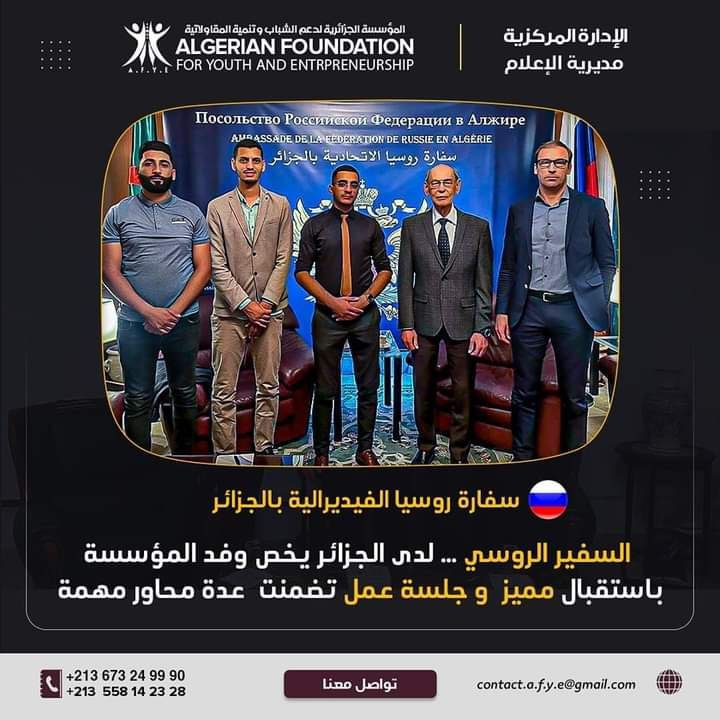 المؤسسة الجزائرية لدعم الشباب و تنمية المقاولاتية
ALGERIAN FOUNDATION
FOR YOUTH AND ENTRPRENEURSHIP
A . F . Y . E
الإدارة المركزية
مديرية الإعلام
Посольство Российской Федерации в Алжире
AMBASSADE DE LA FÉDÉRATION DE RUSSIE EN ALGÉRIE
سفارة روسيا الاتحادية بالجزائر
سفارة روسيا الفيديرالية بالجزائر
السفير الروسي ... لدى الجزائر يخص وفد المؤسسة
باستقبال مميز و جلسة عمل تضمنت عدة محاور مهمة
+213 673 24 99 90
+213 558 14 23 28
تواصل معنا
contact.a.f.y.e@gmail.com